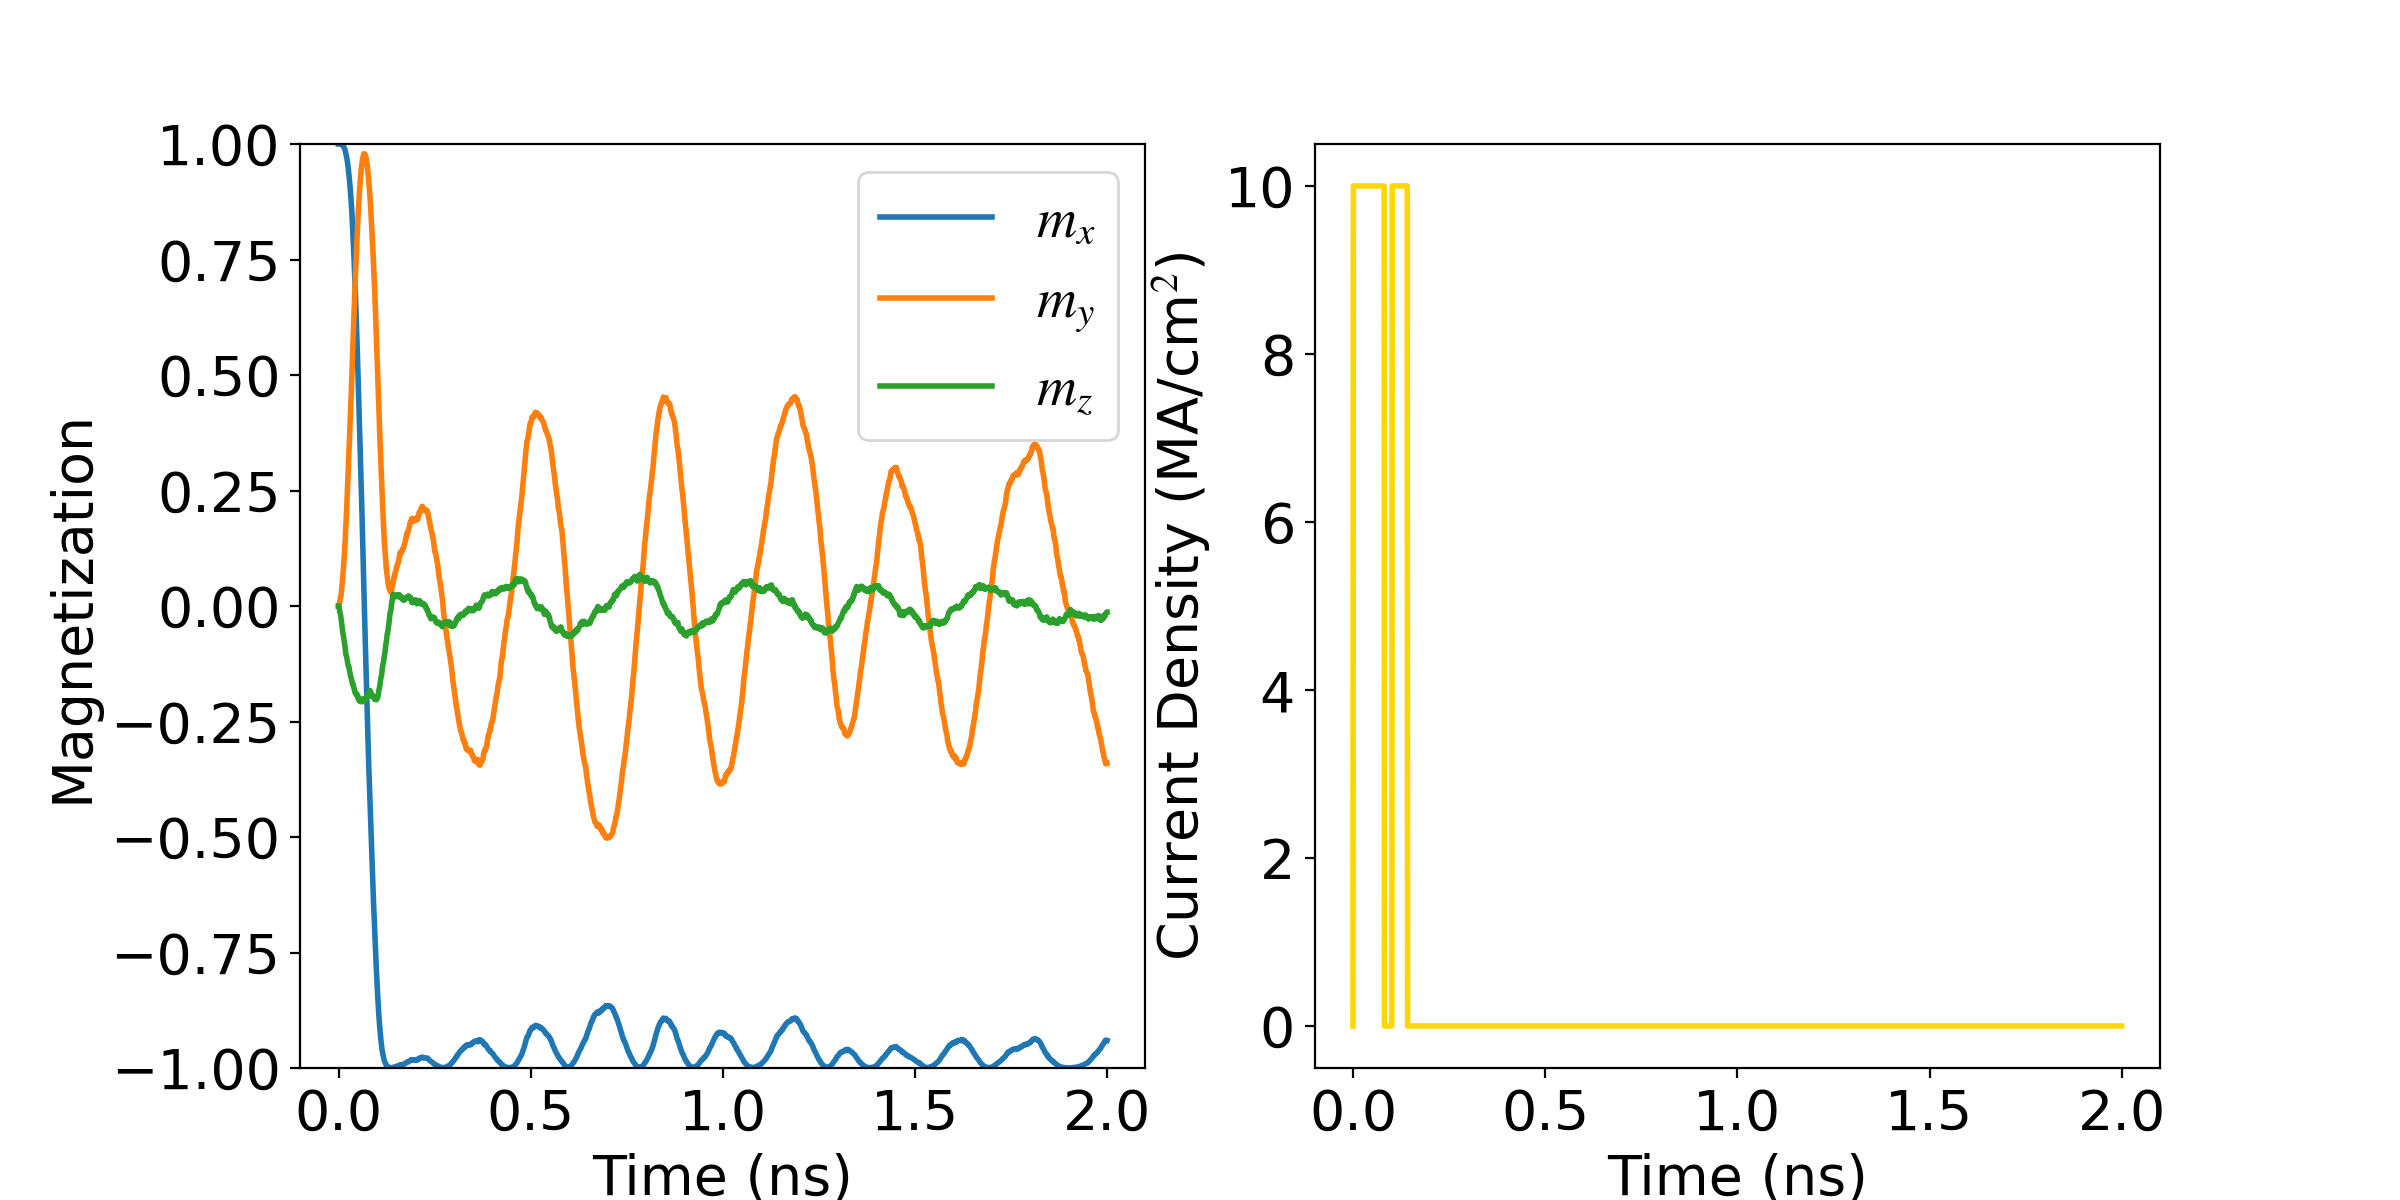 1.00
0.75
0.50
0.25
0.00
−0.25
−0.50
−0.75
−1.00
Magnetization
0.0 0.5 1.0 1.5 2.0
Time (ns)
m_x
m_y
m_z
10
8
6
4
2
0
Current Density (MA/cm²)
0.0 0.5 1.0 1.5 2.0
Time (ns)